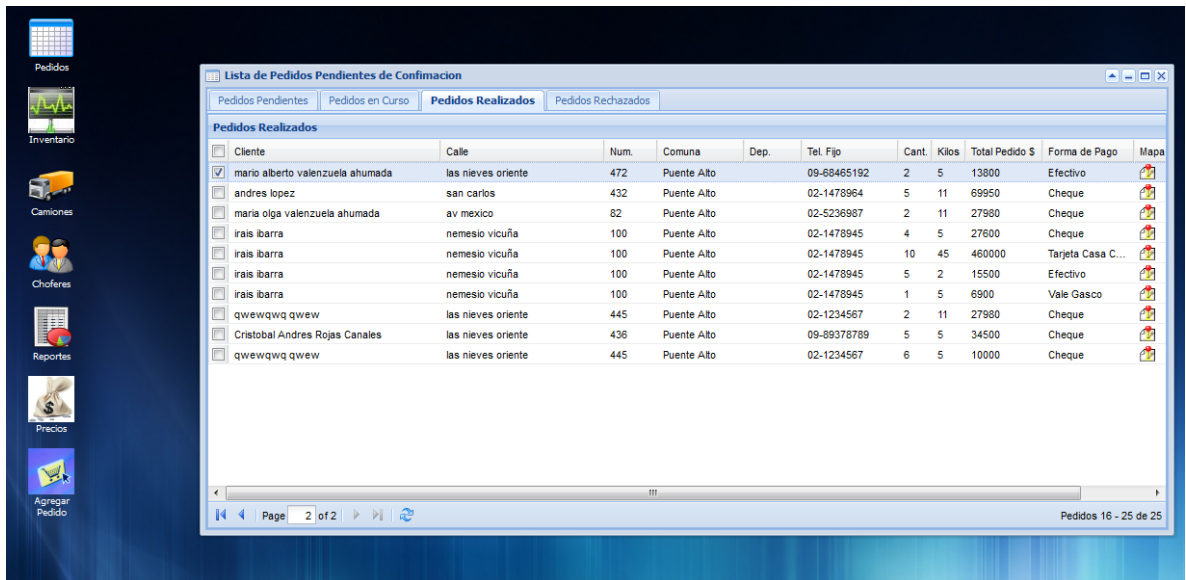 Pedidos
Inventario
Camiones
Choferes
Reportes
Precios
Agregar
Pedido
Lista de Pedidos Pendientes de Confimacion
Pedidos Pendientes Pedidos en Curso Pedidos Realizados Pedidos Rechazados
Pedidos Realizados
Cliente Calle Num. Comuna Dep. Tel. Fijo Cant. Kilos Total Pedido $ Forma de Pago Mapa
mario alberto valenzuela ahumada las nieves oriente 472 Puente Alto 09-68465192 2 5 13800 Efectivo
andres lopez san carlos 432 Puente Alto 02-1478964 5 11 69950 Cheque
maria olga valenzuela ahumada av mexico 82 Puente Alto 02-5236987 2 11 27980 Cheque
irais ibarra nemesio vicuña 100 Puente Alto 02-1478945 4 5 27600 Cheque
irais ibarra nemesio vicuña 100 Puente Alto 02-1478945 10 45 460000 Tarjeta Casa C...
irais ibarra nemesio vicuña 100 Puente Alto 02-1478945 5 2 15500 Efectivo
irais ibarra nemesio vicuña 100 Puente Alto 02-1478945 1 5 6900 Vale Gasco
qwewqwq qwew las nieves oriente 445 Puente Alto 02-1234567 2 11 27980 Cheque
Cristobal Andres Rojas Canales las nieves oriente 436 Puente Alto 09-89378789 5 5 34500 Cheque
qwewqwq qwew las nieves oriente 445 Puente Alto 02-1234567 6 5 10000 Cheque
Page 2 of 2 Pedidos 16 - 25 de 25